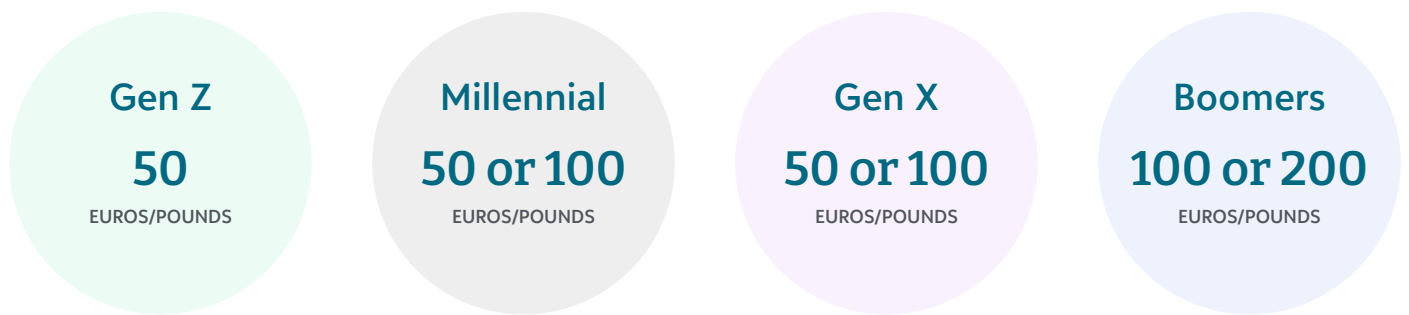 Gen Z
50
EUROS/POUNDS
Millennial
50 or 100
EUROS/POUNDS
Gen X
50 or 100
EUROS/POUNDS
Boomers
100 or 200
EUROS/POUNDS